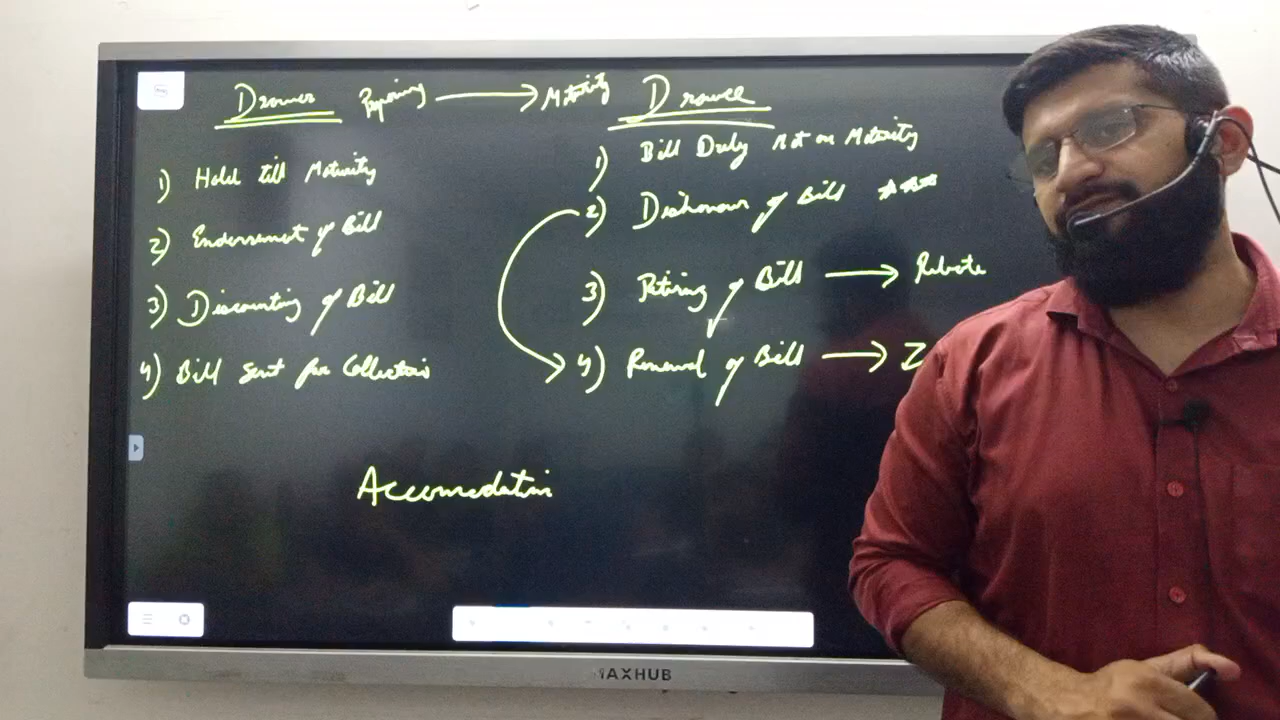 Drawer
Maturity
1) Hold till Maturity
2) Endorsement of Bill
3) Discounting of Bill
4) Bill Sent for Collection
Drawee
1) Bill Duly Met on Maturity
2) Dishonour of Bill ***
3) Retiring of Bill → Rebate
4) Renewal of Bill →
Accomodation
MAXHUB